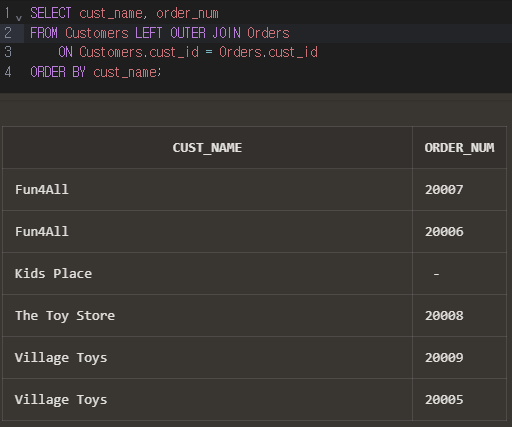 1 SELECT cust_name, order_num
2 FROM Customers LEFT OUTER JOIN Orders
3 ON Customers.cust_id = Orders.cust_id
4 ORDER BY cust_name;
CUST_NAME ORDER_NUM
Fun4All 20007
Fun4All 20006
Kids Place -
The Toy Store 20008
Village Toys 20009
Village Toys 20005